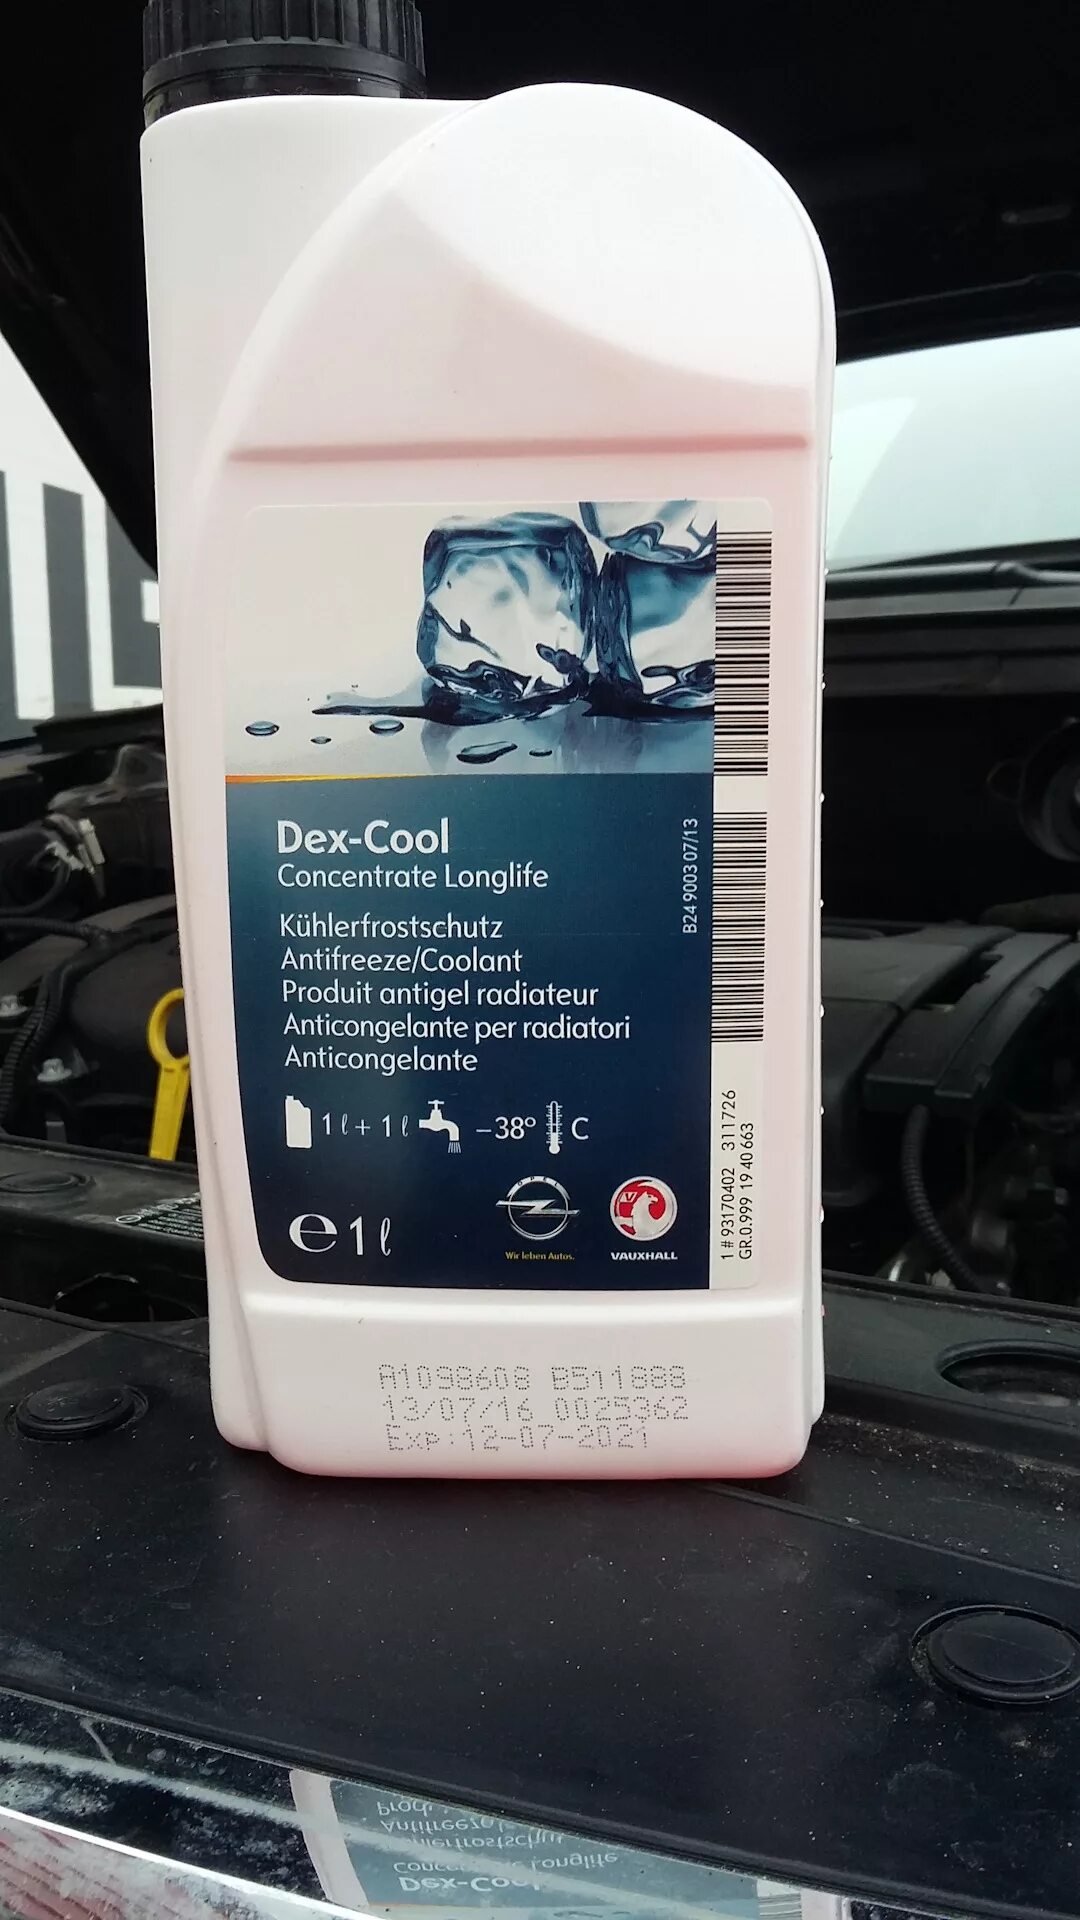 Dex-Cool
Concentrate Longlife
Kühlerfrostschutz
Antifreeze/Coolant
Produit antigel radiateur
Anticongelante per radiatori
Anticongelante
1 ℓ + 1 ℓ -38° C
e 1 ℓ
OPEL
Wir leben Autos.
VAUXHALL
B24 9003 07/13
1 # 93170402 311726
GR.0.999 19 40 663
A1098608 B511888
13/07/16 0025362
Exp:12-07-2021